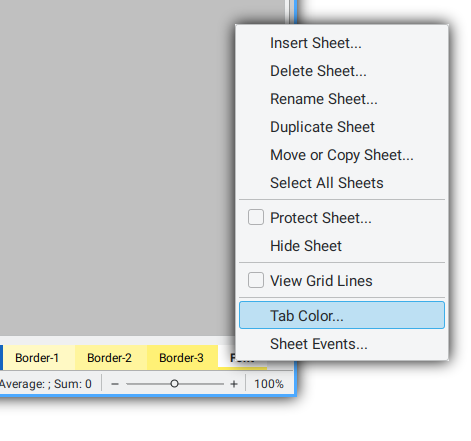 Insert Sheet...
Delete Sheet...
Rename Sheet...
Duplicate Sheet
Move or Copy Sheet...
Select All Sheets
Protect Sheet...
Hide Sheet
View Grid Lines
Tab Color...
Sheet Events...
Border-1 Border-2 Border-3
Average: ; Sum: 0 − + 100%